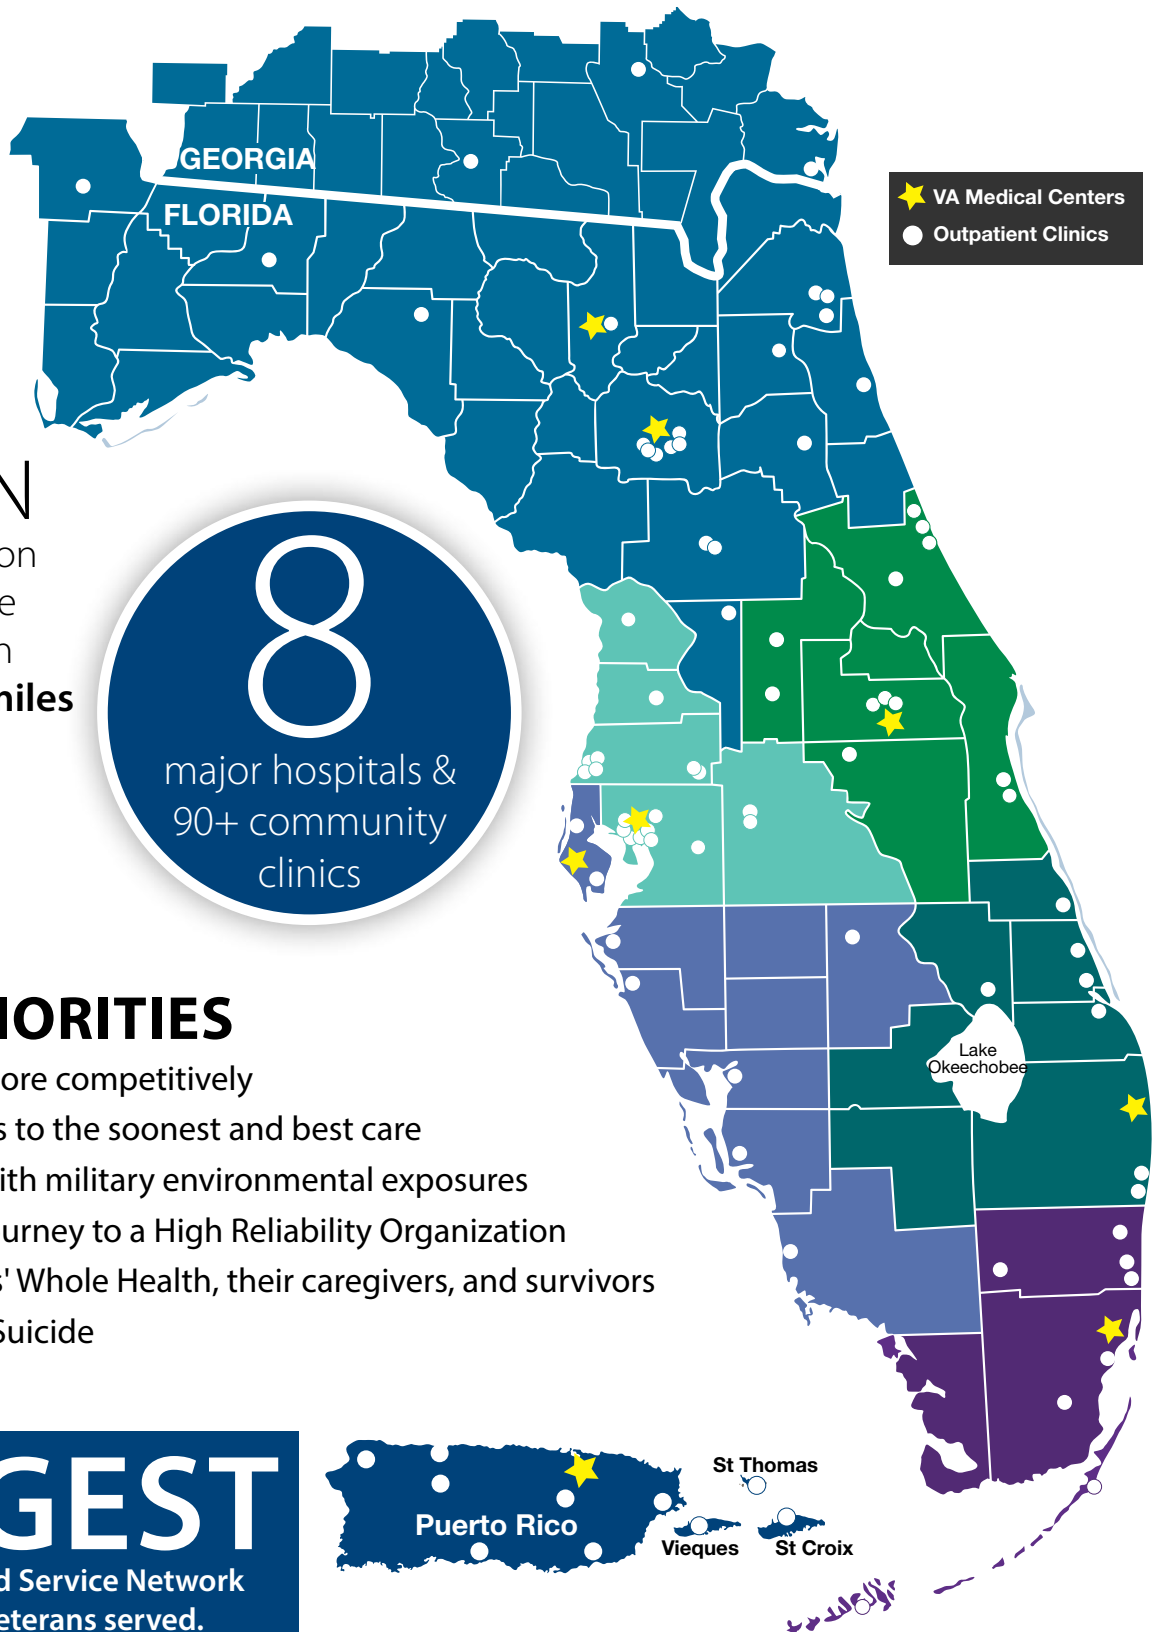 GEORGIA
FLORIDA
VA Medical Centers
Outpatient Clinics
N
on
e
n
niles
8
major hospitals &
90+ community
clinics
IORITIES
ore competitively
s to the soonest and best care
ith military environmental exposures
urney to a High Reliability Organization
s' Whole Health, their caregivers, and survivors
Suicide
Lake
Okeechobee
GEST
d Service Network
eterans served.
Puerto Rico
St Thomas
Vieques
St Croix